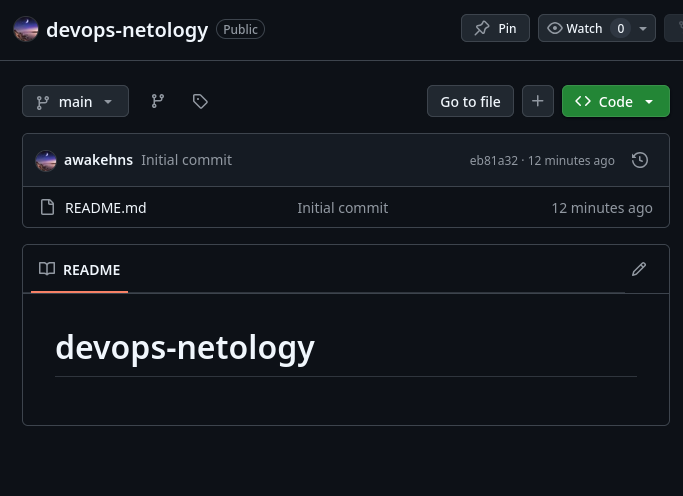 devops-netology Public Pin Watch 0
main Go to file Code
awakehns Initial commit eb81a32 · 12 minutes ago
README.md Initial commit 12 minutes ago
README
devops-netology